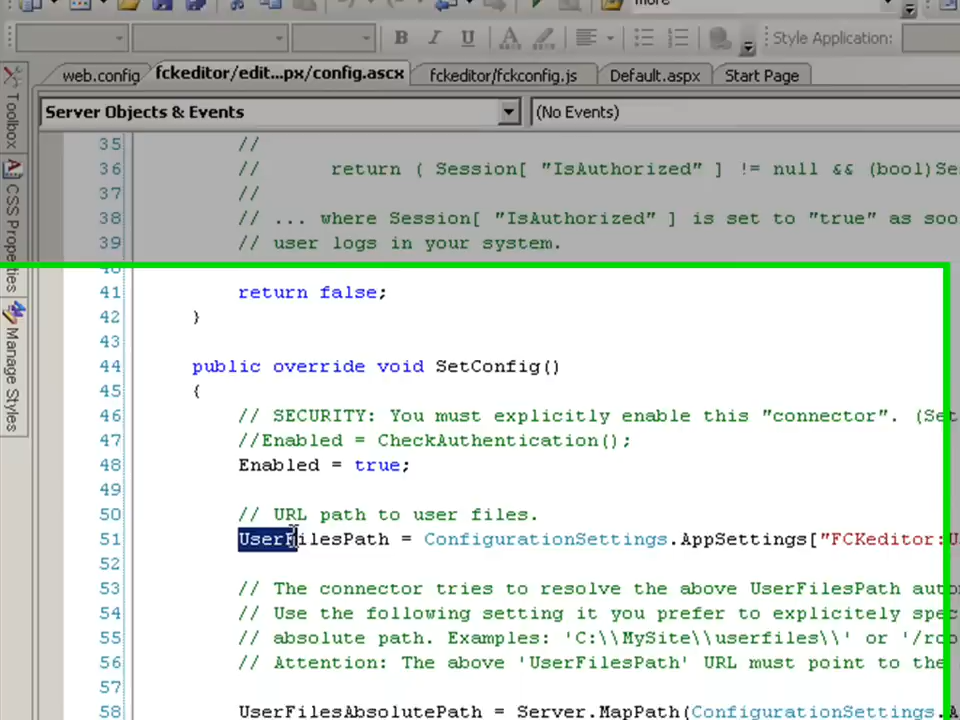 more
B I U
Style Application:
web.config
fckeditor/edit...px/config.ascx
fckeditor/fckconfig.js
Default.aspx
Start Page
Toolbox
CSS Properties
Manage Styles
Server Objects & Events
(No Events)
35 //
36 // return ( Session[ "IsAuthorized" ] != null && (bool)Se
37 //
38 // ... where Session[ "IsAuthorized" ] is set to "true" as soo
39 // user logs in your system.
40
41 return false;
42 }
43
44 public override void SetConfig()
45 {
46 // SECURITY: You must explicitly enable this "connector". (Set
47 //Enabled = CheckAuthentication();
48 Enabled = true;
49
50 // URL path to user files.
51 UserFilesPath = ConfigurationSettings.AppSettings["FCKeditor:U
52
53 // The connector tries to resolve the above UserFilesPath auto
54 // Use the following setting it you prefer to explicitely spec
55 // absolute path. Examples: 'C:\\MySite\\userfiles\\' or '/roo
56 // Attention: The above 'UserFilesPath' URL must point to the
57
58 UserFilesAbsolutePath = Server.MapPath(ConfigurationSettings.A